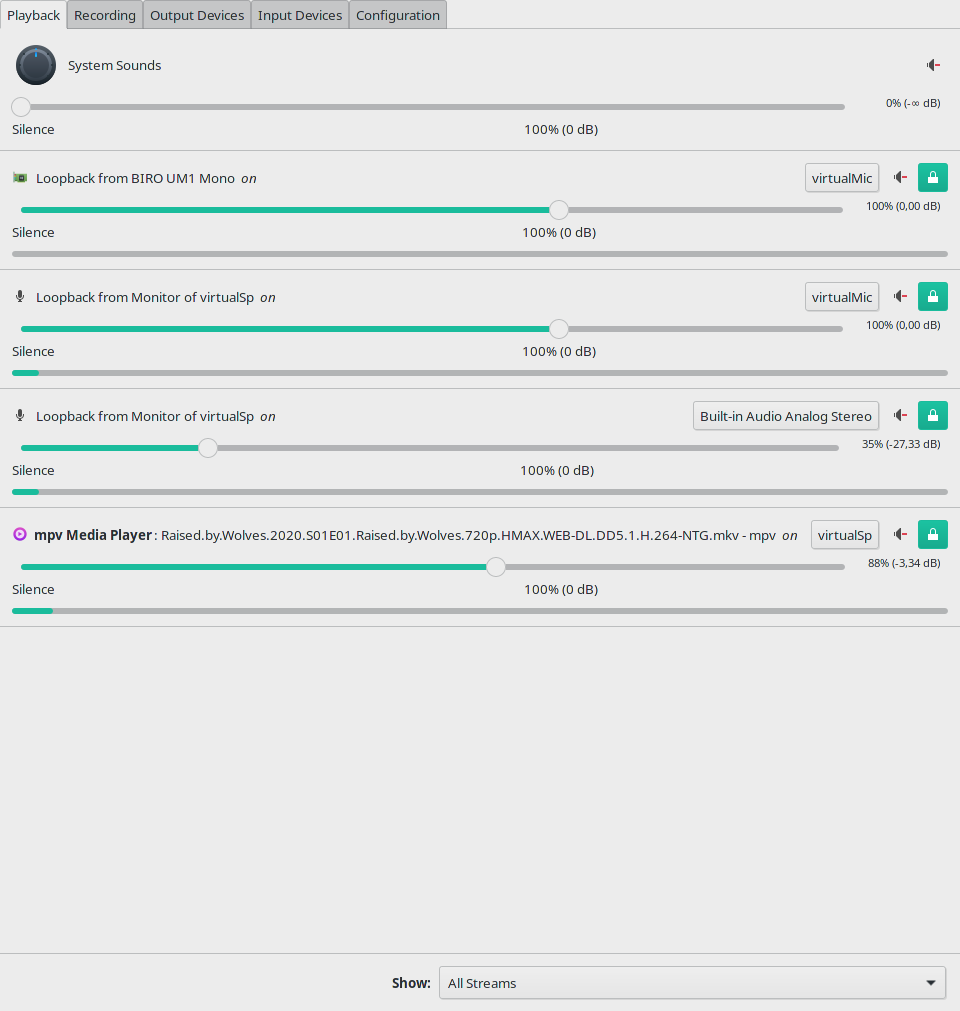 Playback Recording Output Devices Input Devices Configuration
System Sounds
0% (-∞ dB)
Silence 100% (0 dB)
Loopback from BIRO UM1 Mono on virtualMic
100% (0,00 dB)
Silence 100% (0 dB)
Loopback from Monitor of virtualSp on virtualMic
100% (0,00 dB)
Silence 100% (0 dB)
Loopback from Monitor of virtualSp on Built-in Audio Analog Stereo
35% (-27,33 dB)
Silence 100% (0 dB)
mpv Media Player: Raised.by.Wolves.2020.S01E01.Raised.by.Wolves.720p.HMAX.WEB-DL.DD5.1.H.264-NTG.mkv - mpv on virtualSp
88% (-3,34 dB)
Silence 100% (0 dB)
Show: All Streams